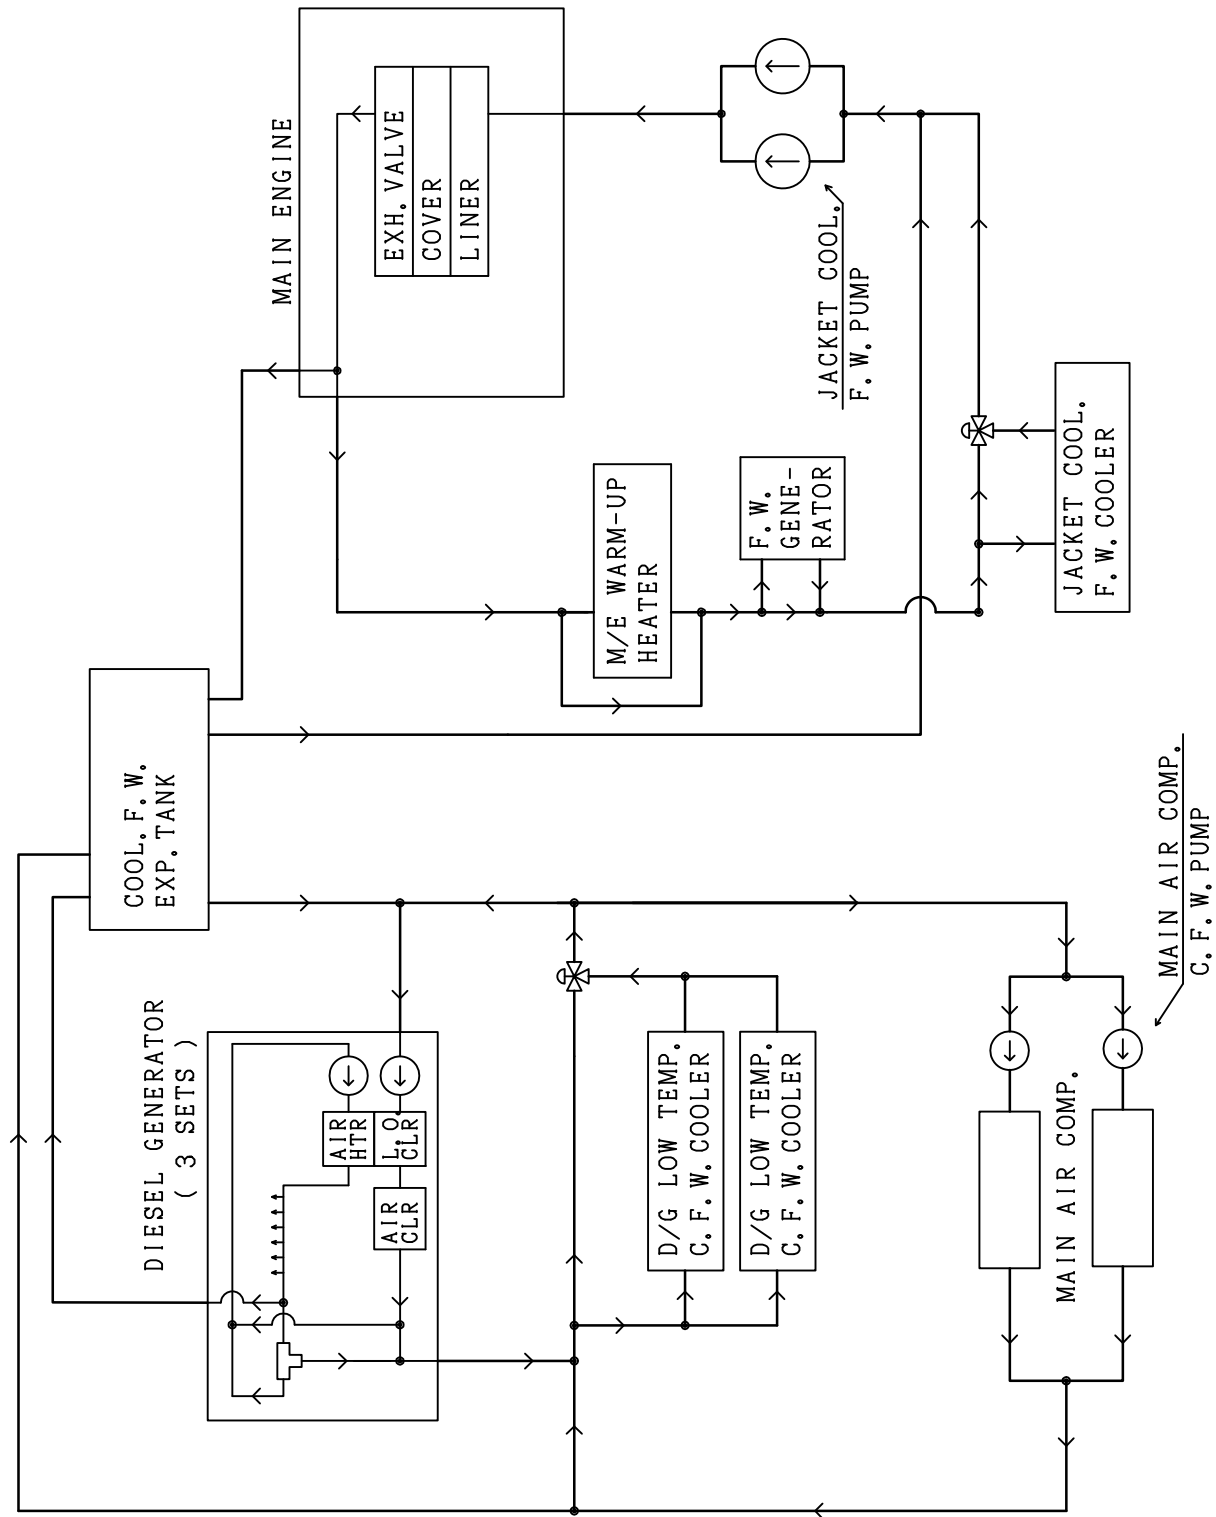 MAIN ENGINE
EXH. VALVE
COVER
LINER
JACKET COOL.
F. W. PUMP
M/E WARM-UP
HEATER
F. W.
GENE-
RATOR
JACKET COOL.
F. W. COOLER
COOL. F. W.
EXP. TANK
DIESEL GENERATOR
( 3 SETS )
AIR
HTR
L.O.
CLR
AIR
CLR
D/G LOW TEMP.
C. F. W. COOLER
D/G LOW TEMP.
C. F. W. COOLER
MAIN AIR COMP.
MAIN AIR COMP.
C. F. W. PUMP